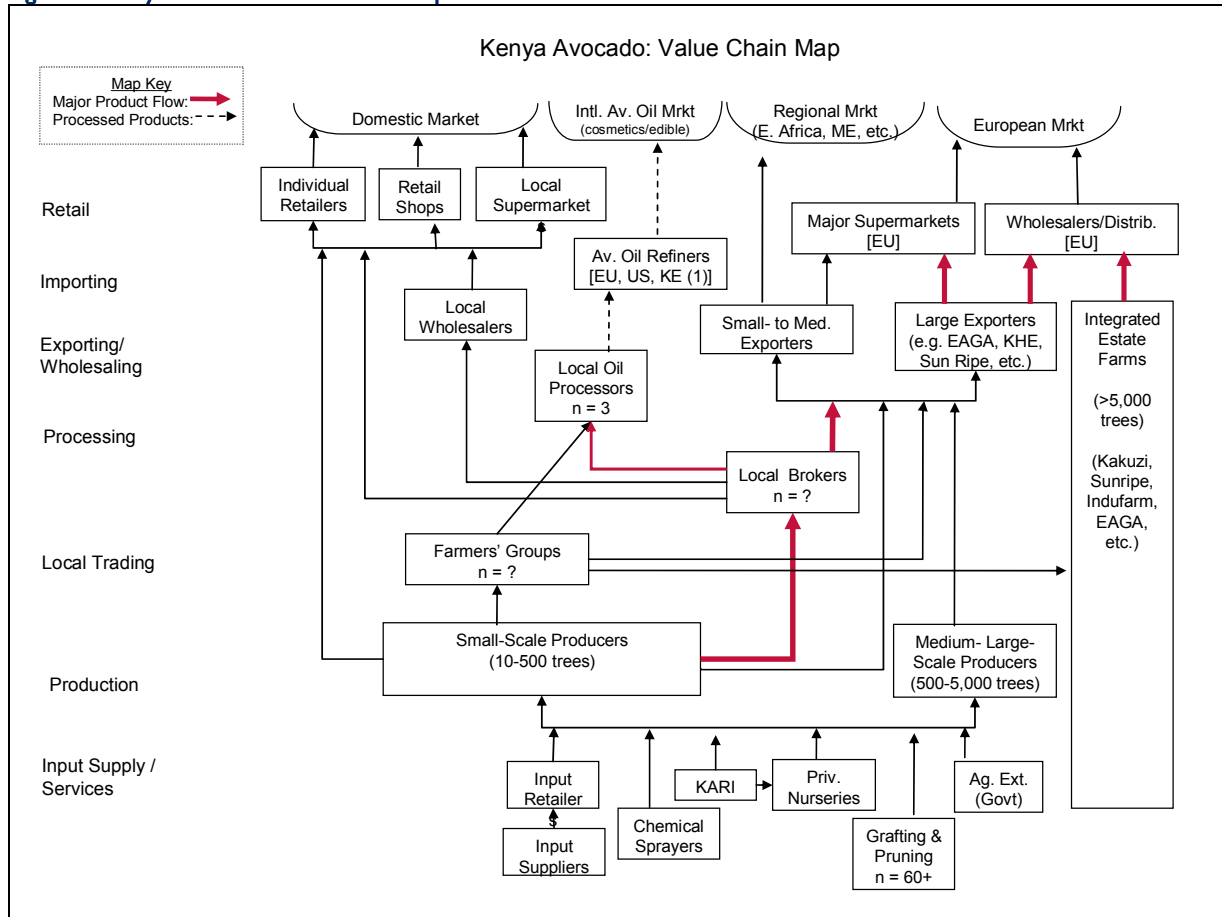 Kenya Avocado: Value Chain Map
Map Key
Major Product Flow:
Processed Products:
Domestic Market
Intl. Av. Oil Mrkt
(cosmetics/edible)
Regional Mrkt
(E. Africa, ME, etc.)
European Mrkt
Retail
Individual
Retailers
Retail
Shops
Local
Supermarket
s
Major Supermarkets
[EU]
Wholesalers/Distrib.
[EU]
Importing
Av. Oil Refiners
[EU, US, KE (1)]
Exporting/
Wholesaling
Local
Wholesalers
Small- to Med.
Exporters
Large Exporters
(e.g. EAGA, KHE,
Sun Ripe, etc.)
Integrated
Estate
Farms
(>5,000
trees)
(Kakuzi,
Sunripe,
Indufarm,
EAGA,
etc.)
Local Oil
Processors
n = 3
Processing
Local Brokers
n = ?
Local Trading
Farmers' Groups
n = ?
Production
Small-Scale Producers
(10-500 trees)
Medium- Large-
Scale Producers
(500-5,000 trees)
Input Supply /
Services
Input
Retailer
s
Input
Suppliers
Chemical
Sprayers
KARI
Priv.
Nurseries
Grafting &
Pruning
n = 60+
Ag. Ext.
(Govt)